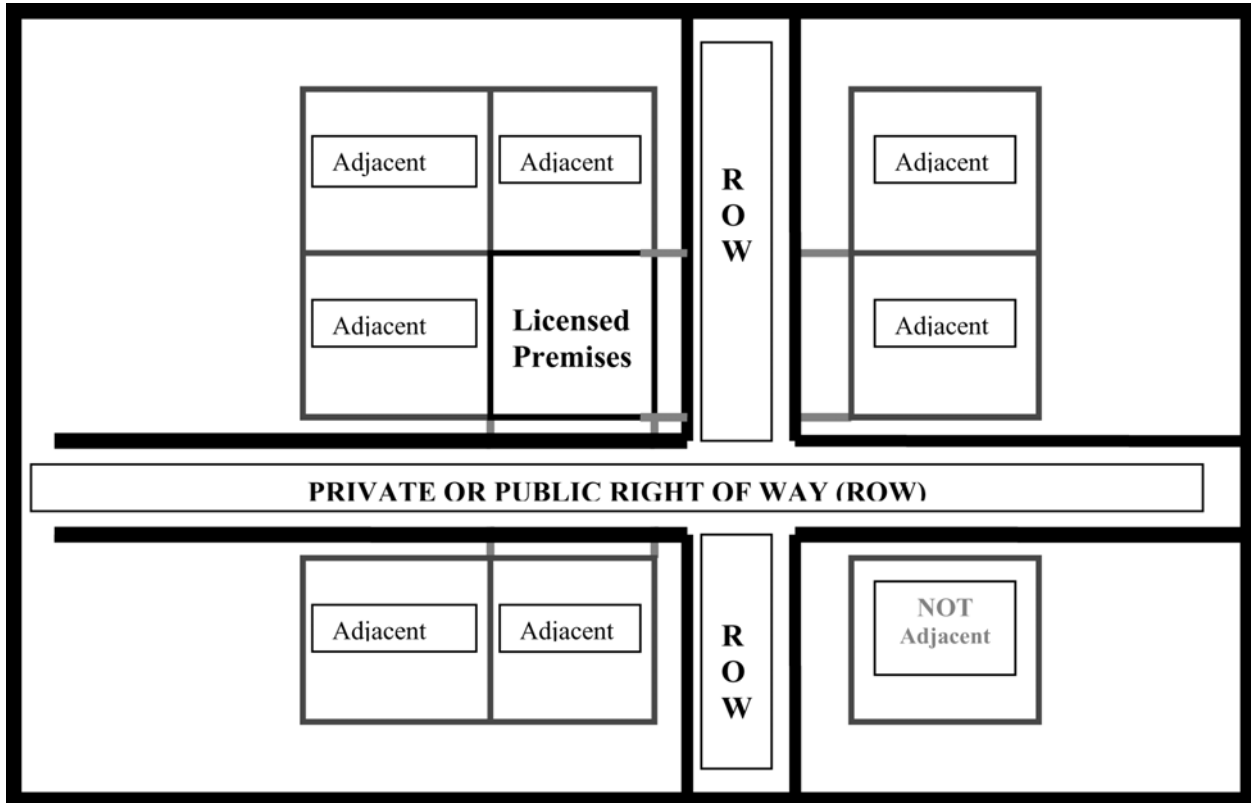 Adjacent
Adjacent
R
O
W
Adjacent
Adjacent
Licensed
Premises
Adjacent
PRIVATE OR PUBLIC RIGHT OF WAY (ROW)
Adjacent
Adjacent
R
O
W
NOT
Adjacent